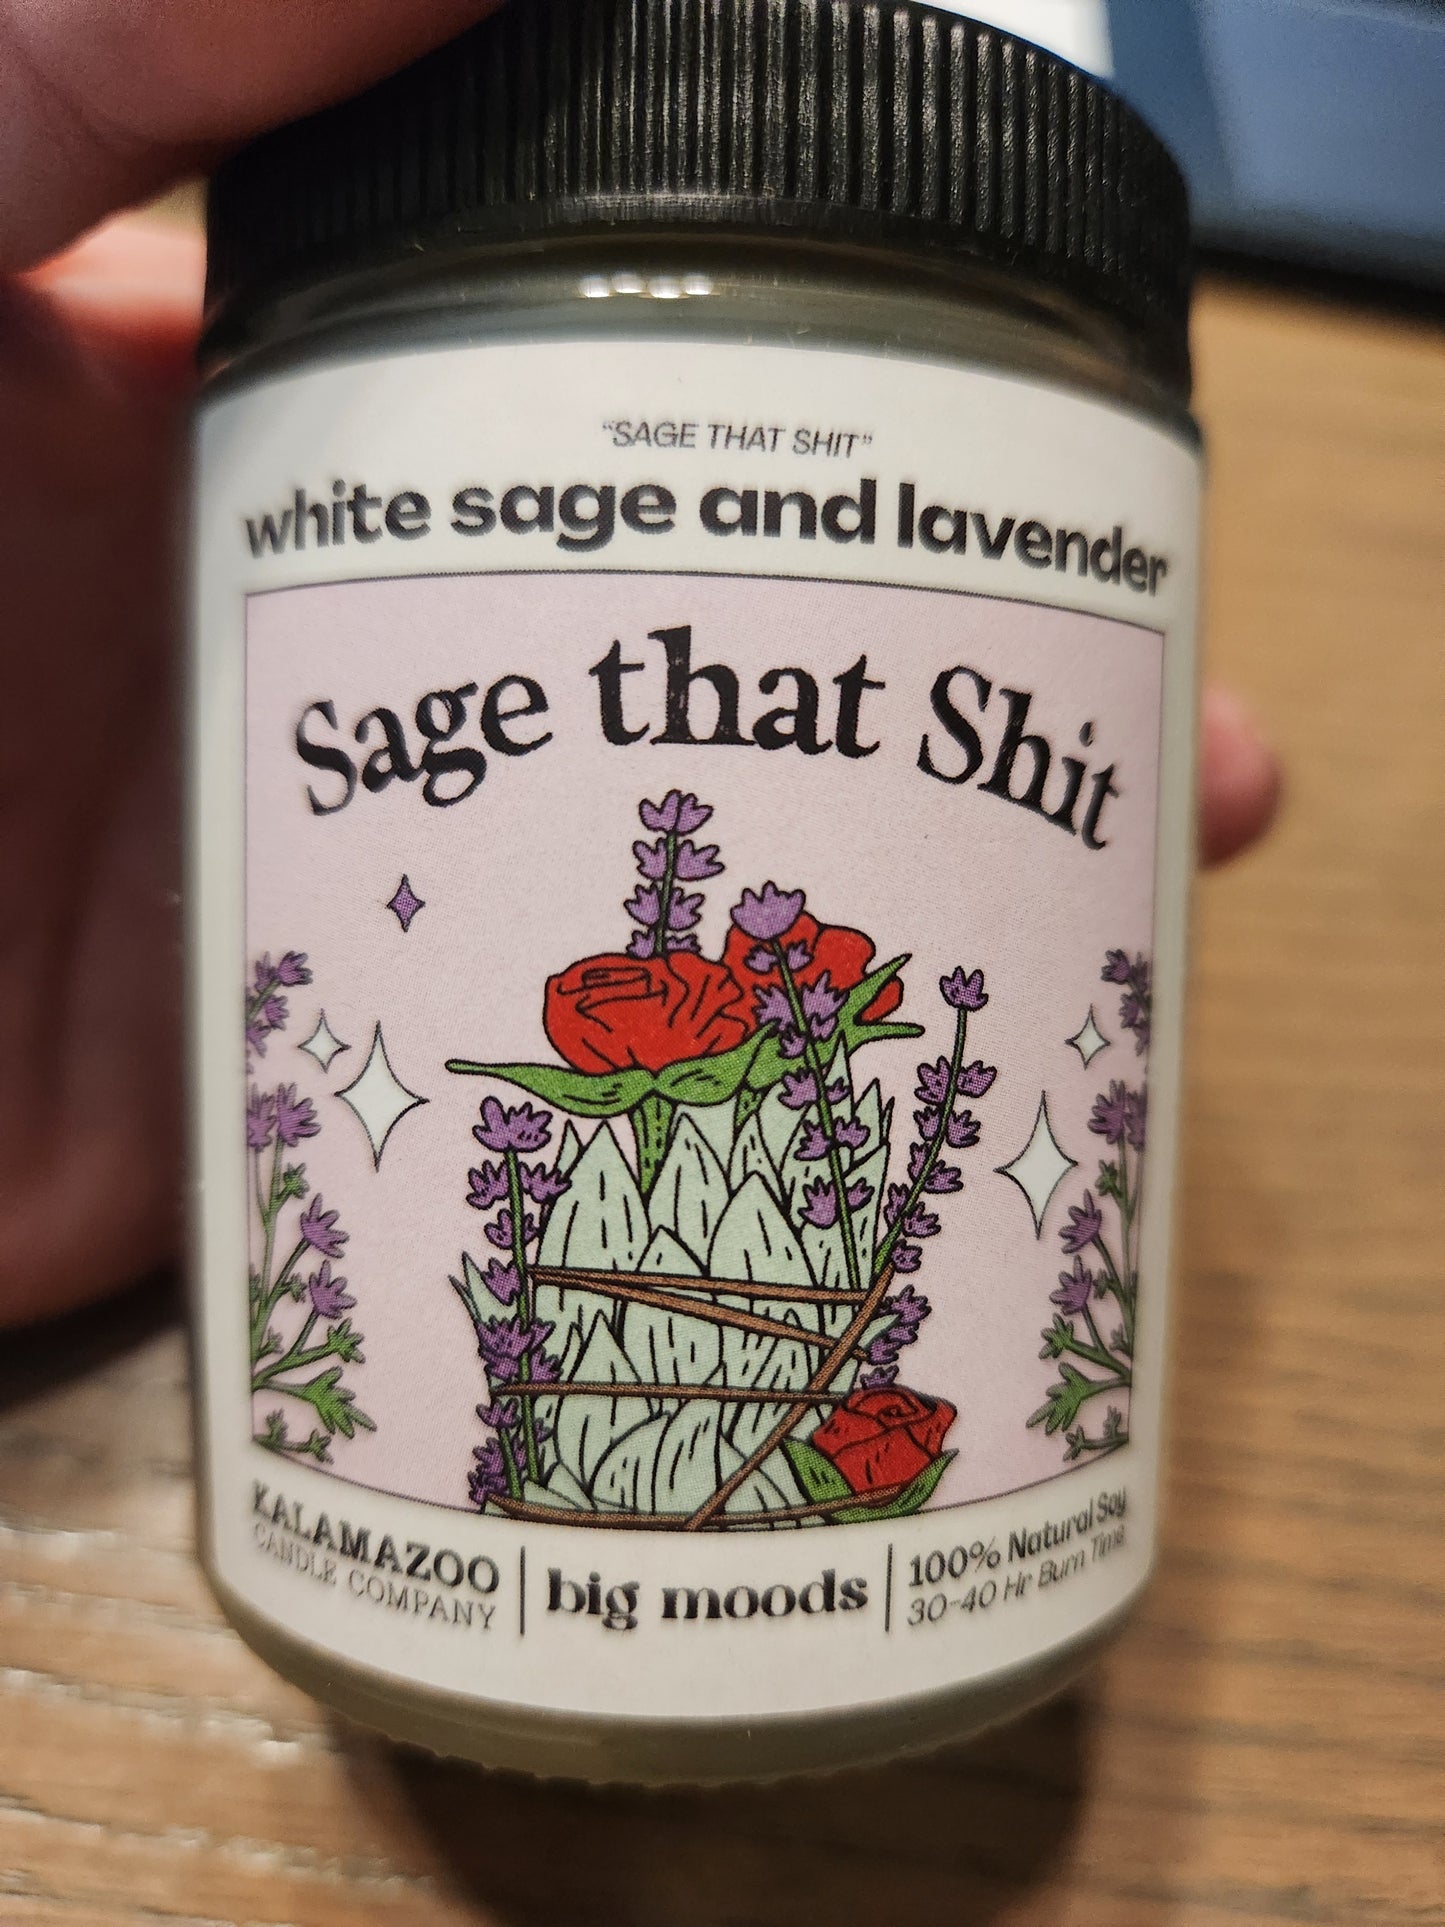 "SAGE THAT SHIT"
white sage and lavender
Sage that Shit
KALAMAZOO
CANDLE COMPANY
big moods
100% Natural Soy
30-40 Hr Burn Time